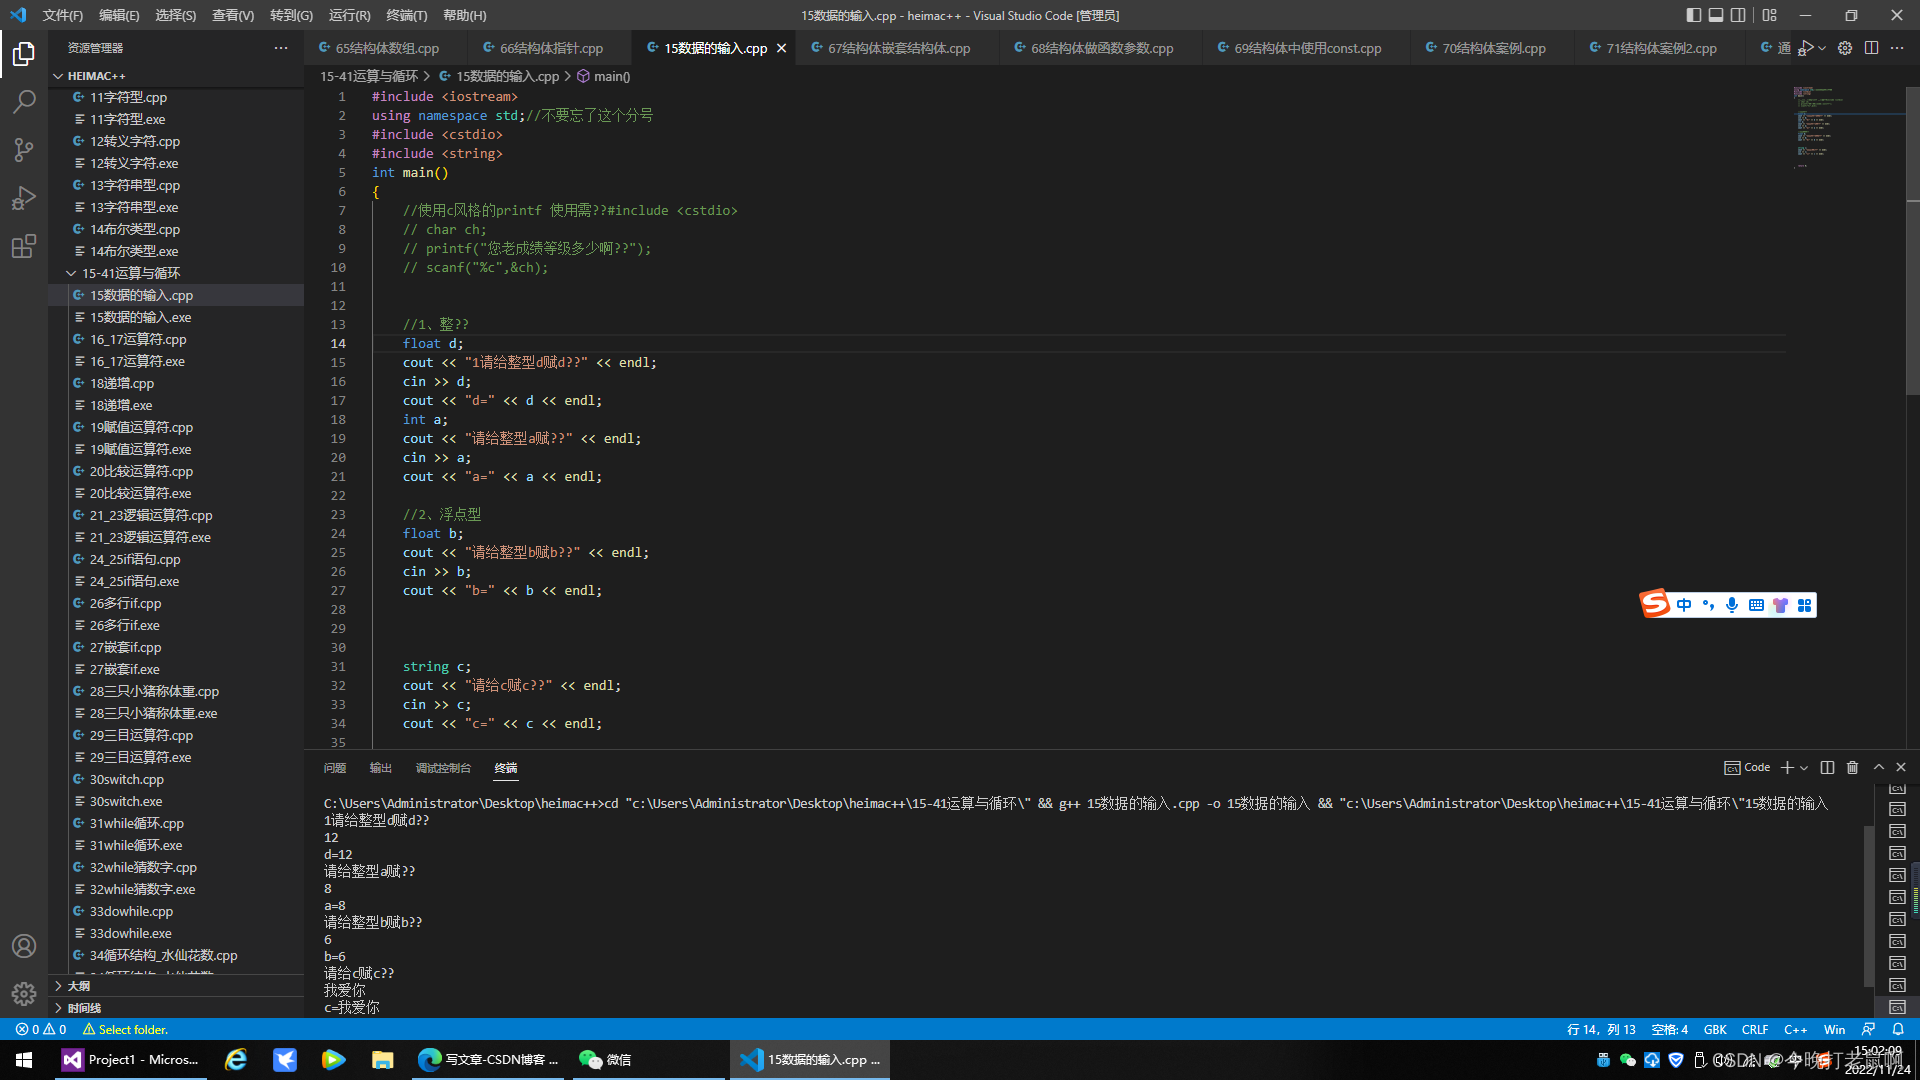 文件(F) 编辑(E) 选择(S) 查看(V) 转到(G) 运行(R) 终端(T) 帮助(H) 15数据的输入.cpp - heimac++ - Visual Studio Code [管理员]
资源管理器
65结构体数组.cpp 66结构体指针.cpp 15数据的输入.cpp 67结构体嵌套结构体.cpp 68结构体做函数参数.cpp 69结构体中使用const.cpp 70结构体案例.cpp 71结构体案例2.cpp 通
HEIMAC++
11字符型.cpp
11字符型.exe
12转义字符.cpp
12转义字符.exe
13字符串型.cpp
13字符串型.exe
14布尔类型.cpp
14布尔类型.exe
15-41运算与循环
15数据的输入.cpp
15数据的输入.exe
16_17运算符.cpp
16_17运算符.exe
18递增.cpp
18递增.exe
19赋值运算符.cpp
19赋值运算符.exe
20比较运算符.cpp
20比较运算符.exe
21_23逻辑运算符.cpp
21_23逻辑运算符.exe
24_25if语句.cpp
24_25if语句.exe
26多行if.cpp
26多行if.exe
27嵌套if.cpp
27嵌套if.exe
28三只小猪称体重.cpp
28三只小猪称体重.exe
29三目运算符.cpp
29三目运算符.exe
30switch.cpp
30switch.exe
31while循环.cpp
31while循环.exe
32while猜数字.cpp
32while猜数字.exe
33dowhile.cpp
33dowhile.exe
34循环结构_水仙花数.cpp
大纲
时间线
15-41运算与循环 > 15数据的输入.cpp > main()
1 #include <iostream>
2 using namespace std;//不要忘了这个分号
3 #include <cstdio>
4 #include <string>
5 int main()
6 {
7 //使用c风格的printf 使用需??#include <cstdio>
8 // char ch;
9 // printf("您老成绩等级多少啊??");
10 // scanf("%c",&ch);
11
12
13 //1、整??
14 float d;
15 cout << "1请给整型d赋d??" << endl;
16 cin >> d;
17 cout << "d=" << d << endl;
18 int a;
19 cout << "请给整型a赋??" << endl;
20 cin >> a;
21 cout << "a=" << a << endl;
22
23 //2、浮点型
24 float b;
25 cout << "请给整型b赋b??" << endl;
26 cin >> b;
27 cout << "b=" << b << endl;
28
29
30
31 string c;
32 cout << "请给c赋c??" << endl;
33 cin >> c;
34 cout << "c=" << c << endl;
35
中
问题 输出 调试控制台 终端 Code
C:\Users\Administrator\Desktop\heimac++>cd "c:\Users\Administrator\Desktop\heimac++\15-41运算与循环\" && g++ 15数据的输入.cpp -o 15数据的输入 && "c:\Users\Administrator\Desktop\heimac++\15-41运算与循环\"15数据的输入
1请给整型d赋d??
12
d=12
请给整型a赋??
8
a=8
请给整型b赋b??
6
b=6
请给c赋c??
我爱你
c=我爱你
0 0 Select folder. 行 14，列 13 空格: 4 GBK CRLF C++ Win
Project1 - Micros... 写文章-CSDN博客 ... 微信 15数据的输入.cpp ...
15:02:09
2022/11/24
CSDN @今晚打老鼠啊